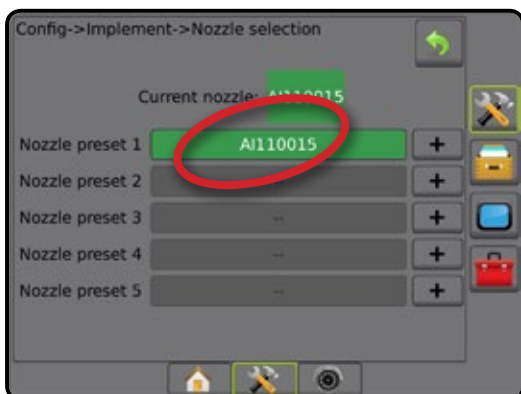 Config->Implement->Nozzle selection
Current nozzle: AI110015
Nozzle preset 1 AI110015 +
Nozzle preset 2 -- +
Nozzle preset 3 -- +
Nozzle preset 4 -- +
Nozzle preset 5 -- +